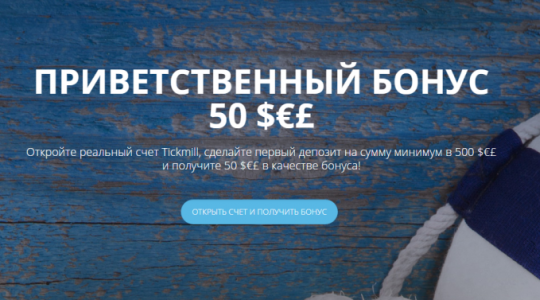 ПРИВЕТСТВЕННЫЙ БОНУС
50 $€£
Откройте реальный счет Tickmill, сделайте первый депозит на сумму минимум в 500 $€£
и получите 50 $€£ в качестве бонуса!
ОТКРЫТЬ СЧЕТ И ПОЛУЧИТЬ БОНУС